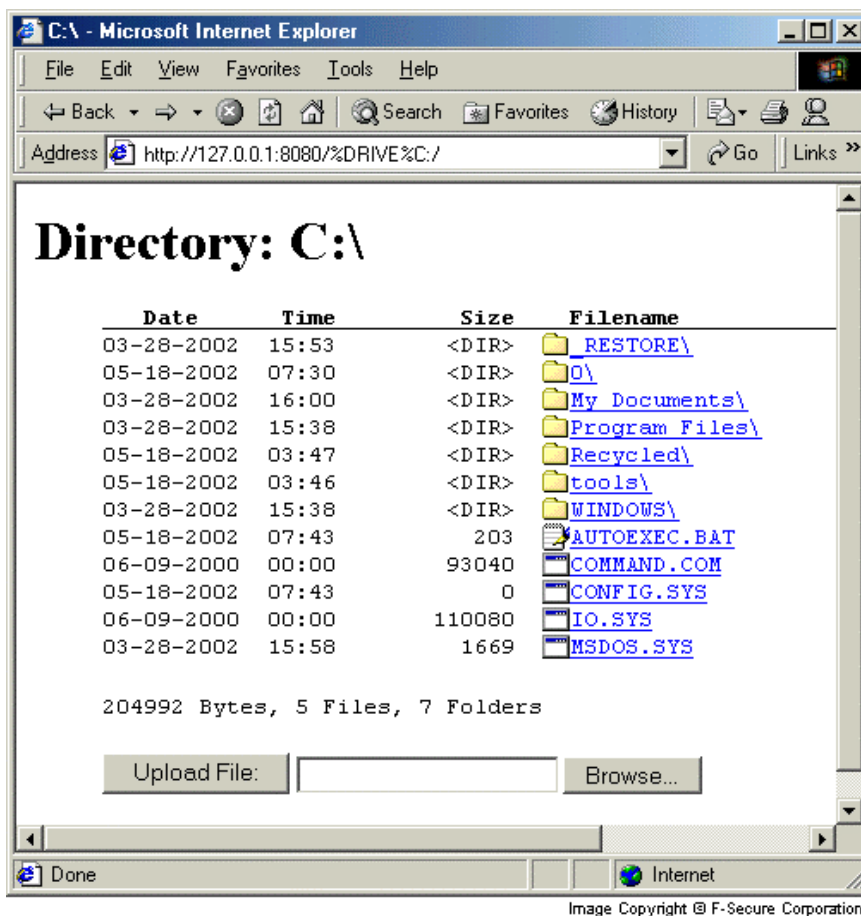 C:\ - Microsoft Internet Explorer
File Edit View Favorites Tools Help
Back Search Favorites History
Address http://127.0.0.1:8080/%DRIVE%C:/ Go Links »
Directory: C:\
Date Time Size Filename
03-28-2002 15:53 <DIR> _RESTORE\
05-18-2002 07:30 <DIR> 0\
03-28-2002 16:00 <DIR> My Documents\
03-28-2002 15:38 <DIR> Program Files\
05-18-2002 03:47 <DIR> Recycled\
05-18-2002 03:46 <DIR> tools\
03-28-2002 15:38 <DIR> WINDOWS\
05-18-2002 07:43 203 AUTOEXEC.BAT
06-09-2000 00:00 93040 COMMAND.COM
05-18-2002 07:43 0 CONFIG.SYS
06-09-2000 00:00 110080 IO.SYS
03-28-2002 15:58 1669 MSDOS.SYS
204992 Bytes, 5 Files, 7 Folders
Upload File: Browse...
Done Internet
Image Copyright © F-Secure Corporation